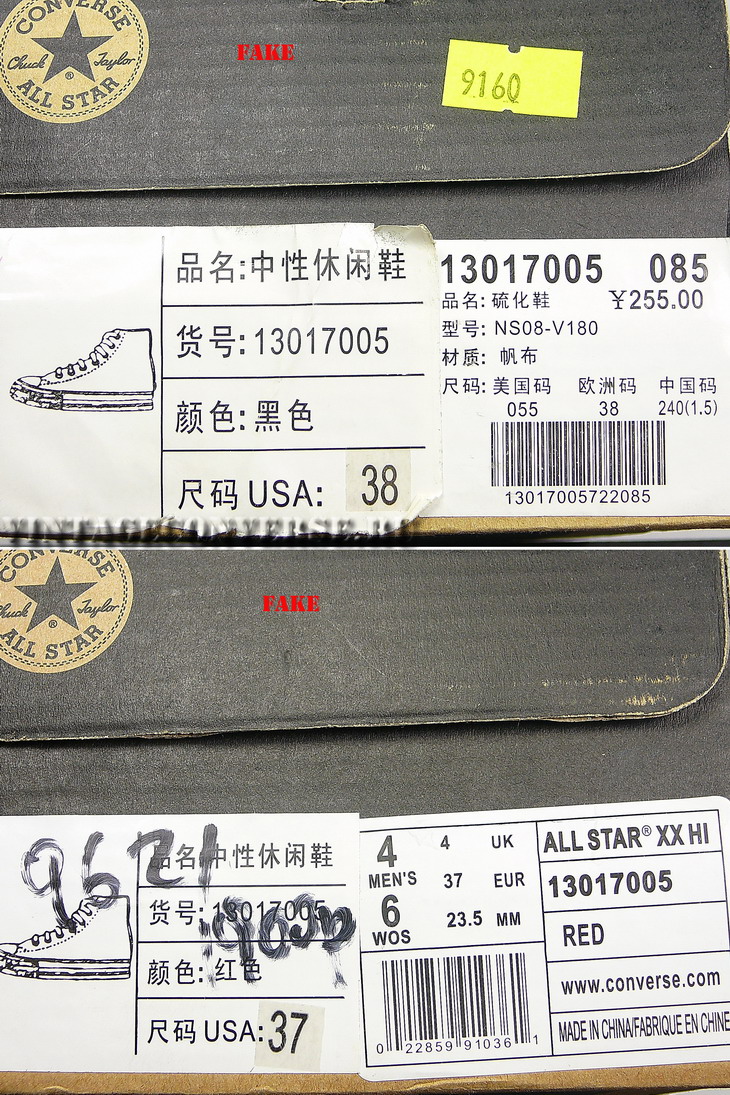 CONVERSE
Chuck Taylor
®
ALL STAR
FAKE
9160
品名:中性休闲鞋
货号:13017005
颜色:黑色
尺码 USA: 38
13017005 085
品名: 硫化鞋 ¥255.00
型号: NS08-V180
材质: 帆布
尺码: 美国码 欧洲码 中国码
055 38 240(1.5)
13017005722085
VINTAGECONVERSE.RU
CONVERSE
Chuck Taylor
®
ALL STAR
FAKE
9621
品名:中性休闲鞋
货号:13017005
颜色: 红色
尺码 USA: 37
4 4 UK
MEN'S 37 EUR
6 23.5 MM
WOS
0 22859 91036 1
ALL STAR® XX HI
13017005
RED
www.converse.com
MADE IN CHINA/FABRIQUE EN CHINE